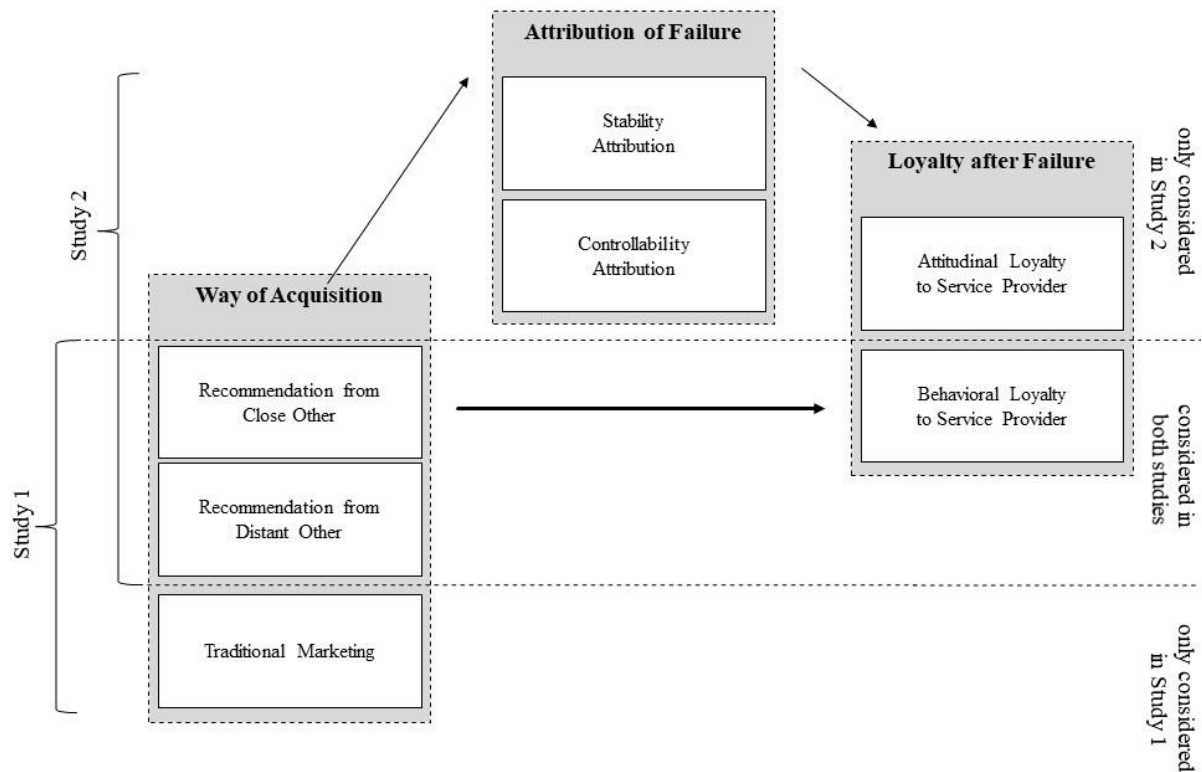 Attribution of Failure
Stability
Attribution
Controllability
Attribution
Loyalty after Failure
Attitudinal Loyalty
to Service Provider
Behavioral Loyalty
to Service Provider
Way of Acquisition
Recommendation from
Close Other
Recommendation from
Distant Other
Traditional Marketing
Study 2
Study 1
only considered
in Study 2
considered in
both studies
only considered
in Study 1